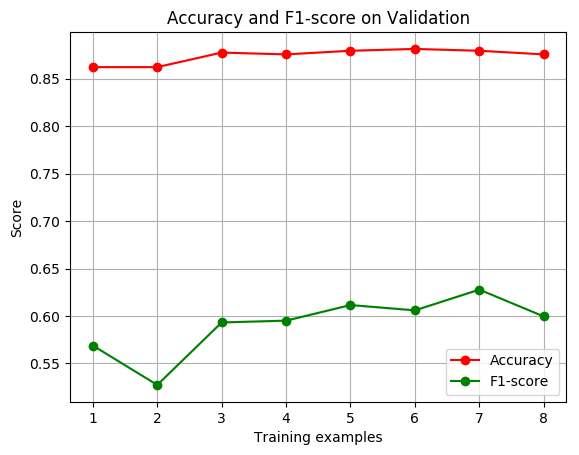 Accuracy and F1-score on Validation
Score
0.85
0.80
0.75
0.70
0.65
0.60
0.55
Accuracy
F1-score
1 2 3 4 5 6 7 8
Training examples